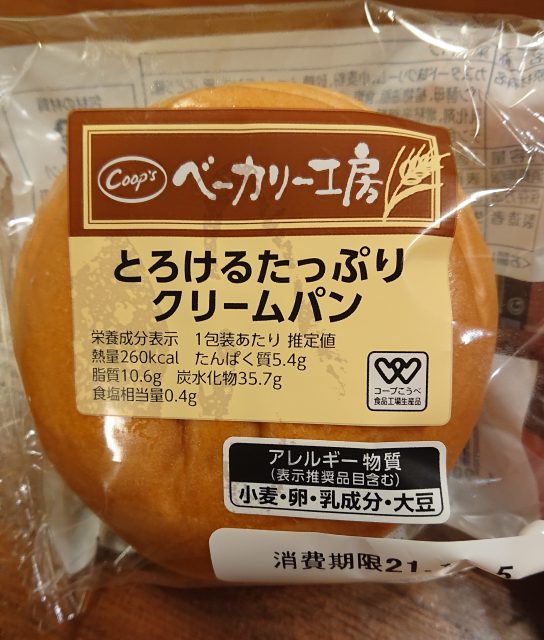 Coop's ベーカリー工房
とろけるたっぷり
クリームパン
栄養成分表示 1包装あたり 推定値
熱量260kcal たんぱく質5.4g
脂質10.6g 炭水化物35.7g
食塩相当量0.4g
コープこうべ
食品工場生産品
アレルギー物質
(表示推奨品目含む)
小麦・卵・乳成分・大豆
消費期限21.